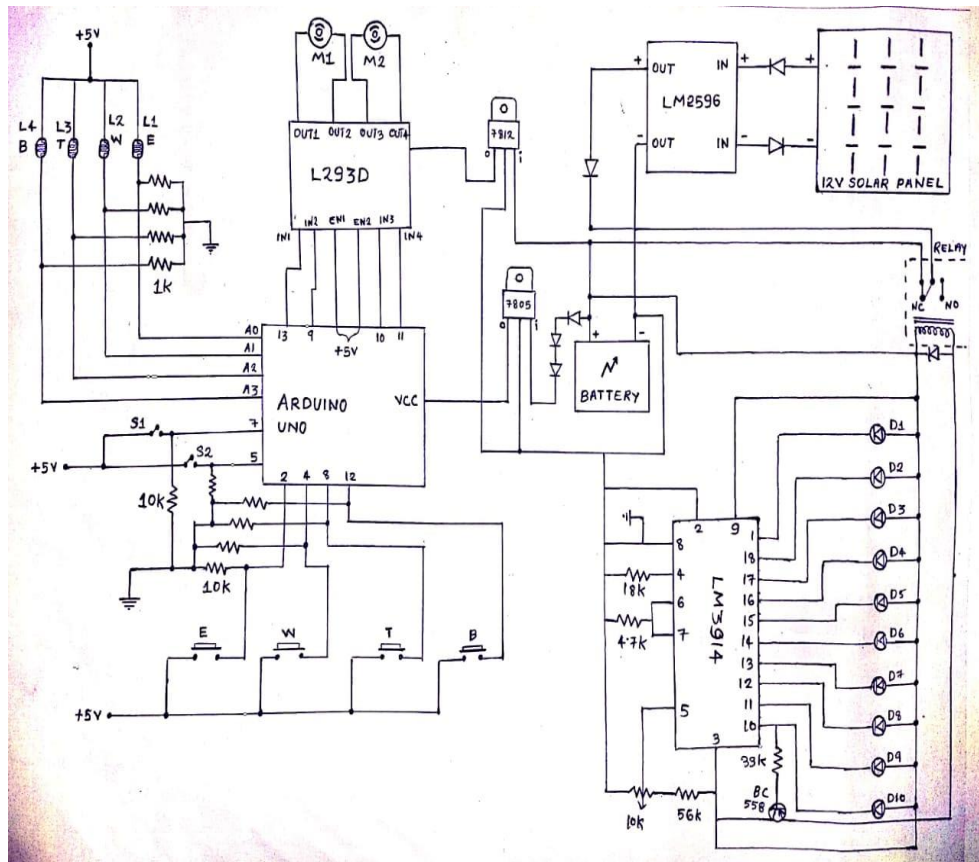 +5V
M1
M2
L4
B
L3
T
L2
W
L1
E
OUT1
OUT2
OUT3
OUT4
L293D
IN1
IN2
EN1
EN2
IN3
IN4
1k
+5V
13
9
10
11
A0
A1
A2
A3
7
5
ARDUINO
UNO
VCC
2
4
8
12
S1
S2
+5V
10k
10k
E
W
T
B
+5V
7812
o
i
7805
o
i
+
OUT
IN
+
+
LM2596
-
OUT
IN
-
-
12V SOLAR PANEL
RELAY
NC
NO
+
-
BATTERY
2
9
8
4
6
7
5
3
LM3914
1
18
17
16
15
14
13
12
11
10
18k
4.7k
10k
56k
39k
BC
558
D1
D2
D3
D4
D5
D6
D7
D8
D9
D10